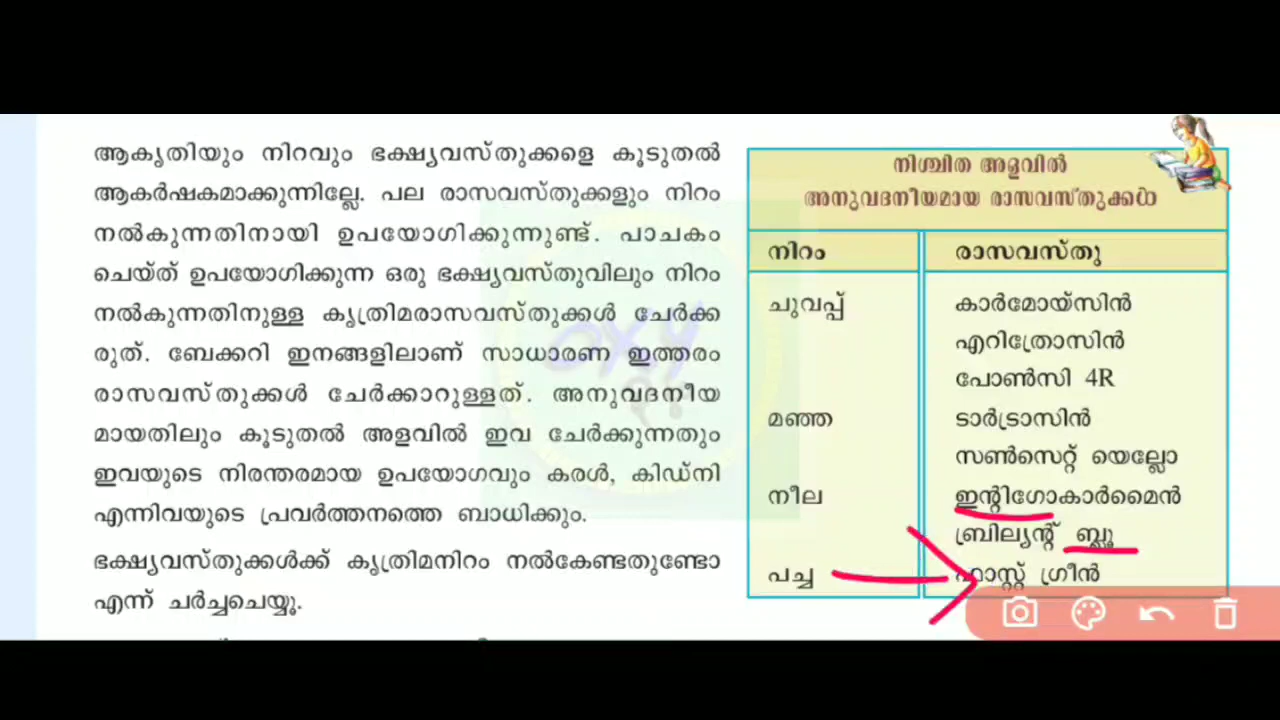 ആകൃതിയും നിറവും ഭക്ഷ്യവസ്തുക്കളെ കൂടുതൽ
ആകർഷകമാക്കുന്നില്ലേ. പല രാസവസ്തുക്കളും നിറം
നൽകുന്നതിനായി ഉപയോഗിക്കുന്നുണ്ട്. പാചകം
ചെയ്ത് ഉപയോഗിക്കുന്ന ഒരു ഭക്ഷ്യവസ്തുവിലും നിറം
നൽകുന്നതിനുള്ള കൃത്രിമരാസവസ്തുക്കൾ ചേർക്ക
രുത്. ബേക്കറി ഇനങ്ങളിലാണ് സാധാരണ ഇത്തരം
രാസവസ്തുക്കൾ ചേർക്കാറുള്ളത്. അനുവദനീയ
മായതിലും കൂടുതൽ അളവിൽ ഇവ ചേർക്കുന്നതും
ഇവയുടെ നിരന്തരമായ ഉപയോഗവും കരൾ, കിഡ്നി
എന്നിവയുടെ പ്രവർത്തനത്തെ ബാധിക്കും.
ഭക്ഷ്യവസ്തുക്കൾക്ക് കൃത്രിമനിറം നൽകേണ്ടതുണ്ടോ
എന്ന് ചർച്ചചെയ്യൂ.
നിശ്ചിത അളവിൽ
അനുവദനീയമായ രാസവസ്തുക്കൾ
നിറം രാസവസ്തു
ചുവപ്പ് കാർമോയ്സിൻ
എറിത്രോസിൻ
പോൺസി 4R
മഞ്ഞ ടാർട്രാസിൻ
സൺസെറ്റ് യെല്ലോ
നീല ഇന്റിഗോകാർമൈൻ
ബ്രില്യന്റ് ബ്ലൂ
പച്ച ഫാസ്റ്റ് ഗ്രീൻ
oxy